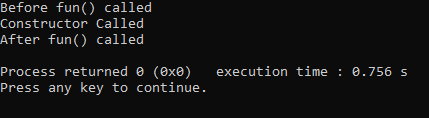 Before fun() called
Constructor Called
After fun() called
Process returned 0 (0x0)   execution time : 0.756 s
Press any key to continue.